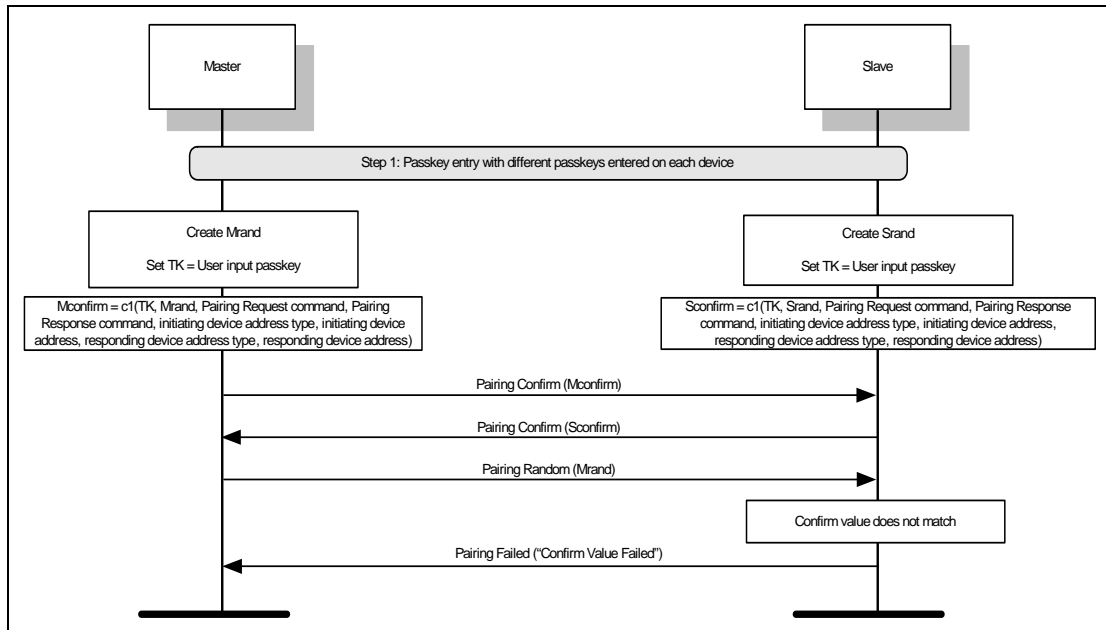 Master
Slave
Step 1: Passkey entry with different passkeys entered on each device
Create Mrand
Set TK = User input passkey
Create Srand
Set TK = User input passkey
Mconfirm = c1(TK, Mrand, Pairing Request command, Pairing
Response command, initiating device address type, initiating device
address, responding device address type, responding device address)
Sconfirm = c1(TK, Srand, Pairing Request command, Pairing Response
command, initiating device address type, initiating device address,
responding device address type, responding device address)
Pairing Confirm (Mconfirm)
Pairing Confirm (Sconfirm)
Pairing Random (Mrand)
Confirm value does not match
Pairing Failed (“Confirm Value Failed”)